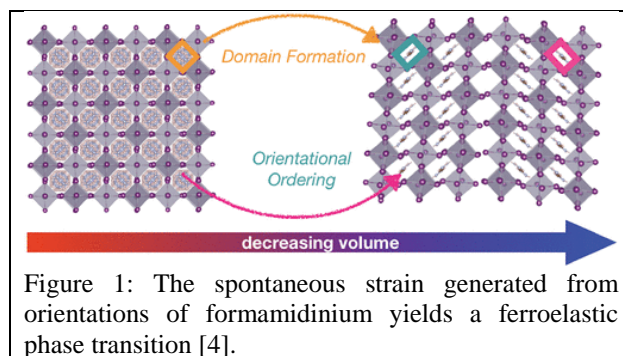 Domain Formation
Orientational
Ordering
decreasing volume
Figure 1: The spontaneous strain generated from
orientations of formamidinium yields a ferroelastic
phase transition [4].